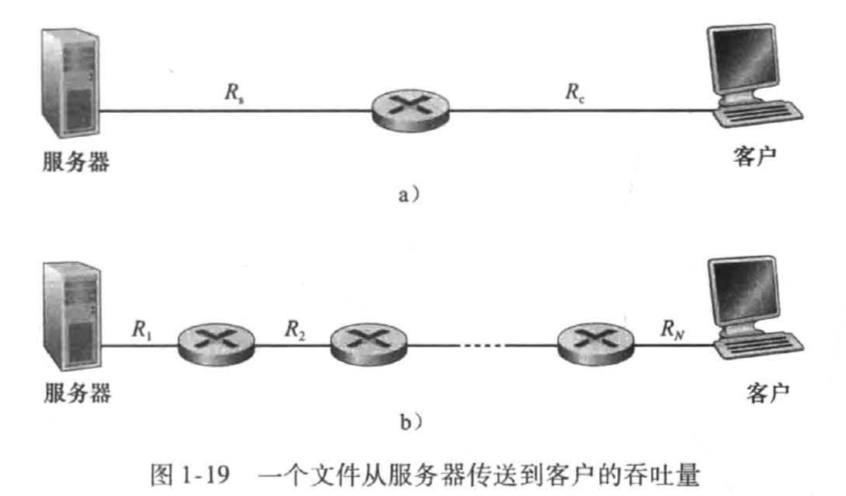 R_s R_c
服务器 客户
a）
R_1 R_2 R_N
服务器 客户
b）
图 1-19 一个文件从服务器传送到客户的吞吐量